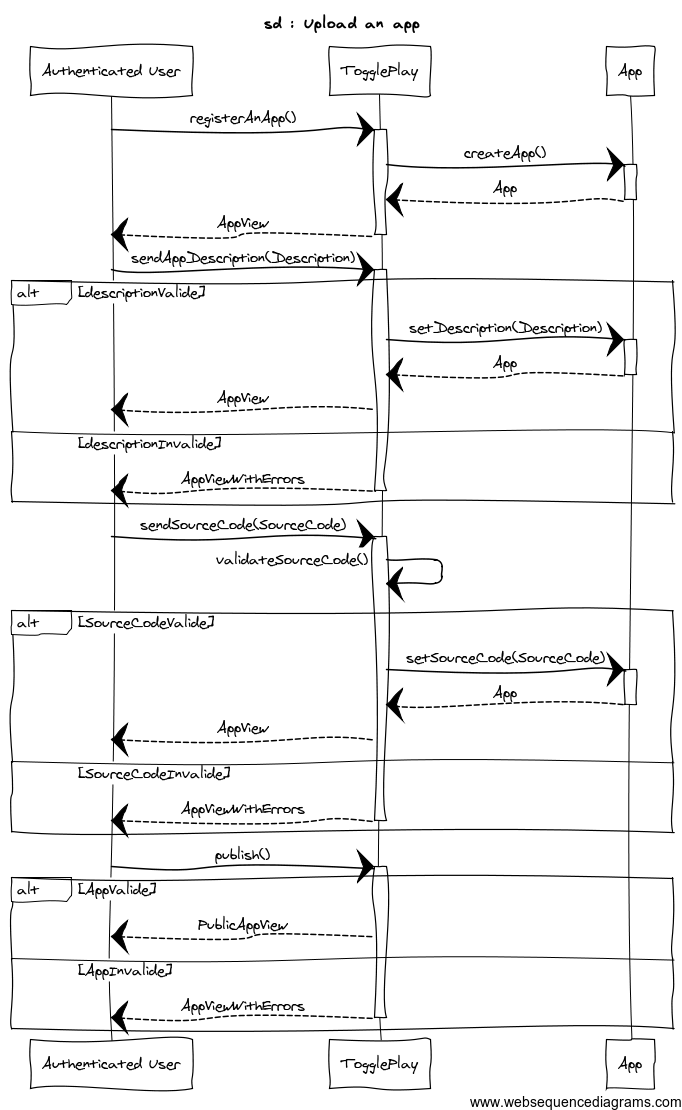 sd : Upload an app
Authenticated User TogglePlay App
registerAnApp()
createApp()
App
AppView
sendAppDescription(Description)
alt [descriptionValide]
setDescription(Description)
App
AppView
[descriptionInvalide]
AppViewWithErrors
sendSourceCode(SourceCode)
validateSourceCode()
alt [SourceCodeValide]
setSourceCode(SourceCode)
App
AppView
[SourceCodeInvalide]
AppViewWithErrors
publish()
alt [AppValide]
PublicAppView
[AppInvalide]
AppViewWithErrors
Authenticated User TogglePlay App
www.websequencediagrams.com